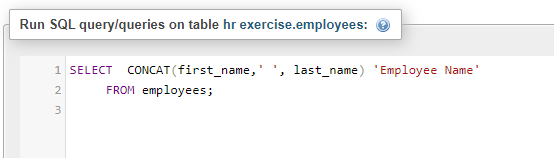 Run SQL query/queries on table hr exercise.employees:
1 SELECT  CONCAT(first_name,' ', last_name) 'Employee Name'
2      FROM employees;
3